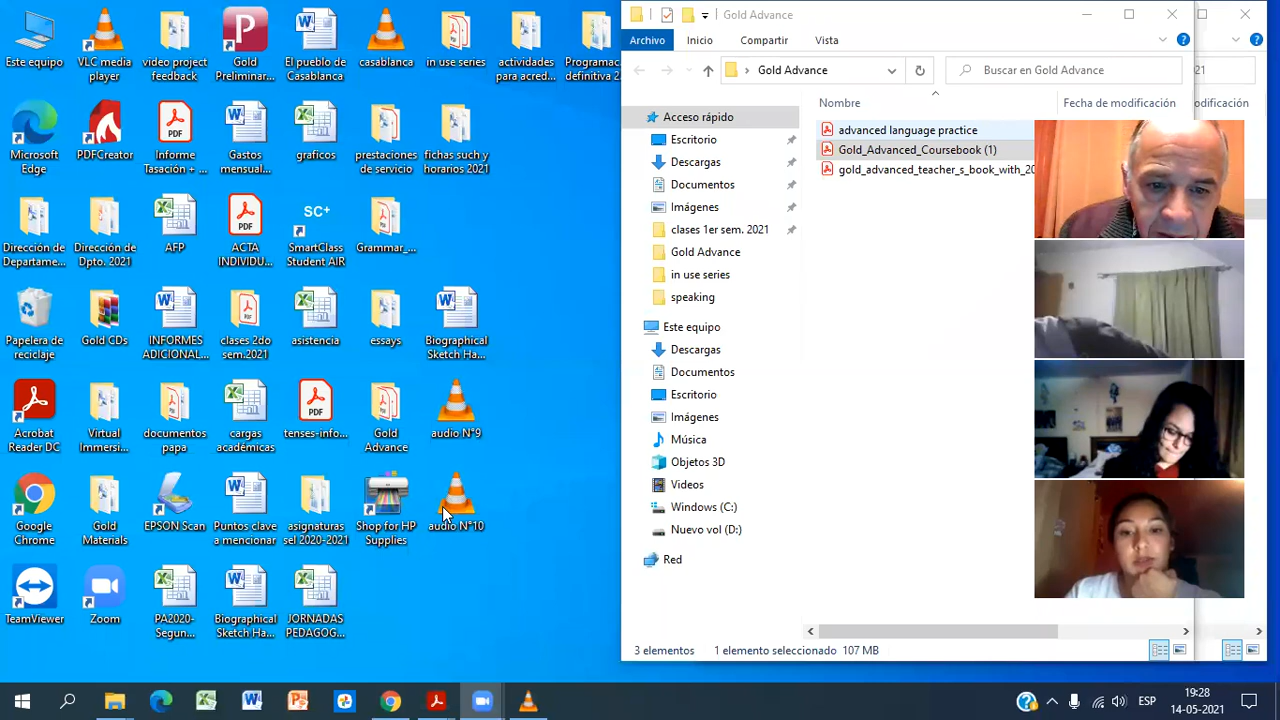 Este equipo
VLC media
player
video project
feedback
Gold
Preliminar...
El pueblo de
Casablanca
casablanca
in use series
actividades
para acred...
Programac
definitiva 2
Microsoft
Edge
PDFCreator
PDF
Informe
Tasación + ...
Gastos
mensual...
graficos
prestaciones
de servicio
fichas such y
horarios 2021
Dirección de
Departame...
Dirección de
Dpto. 2021
AFP
ACTA
INDIVIDU...
SC+
SmartClass
Student AIR
Grammar_...
Papelera de
reciclaje
Gold CDs
INFORMES
ADICIONAL...
clases 2do
sem.2021
asistencia
essays
Biographical
Sketch Ha...
Acrobat
Reader DC
Virtual
Immersi...
documentos
papa
cargas
académicas
PDF
tenses-info...
Gold
Advance
audio N°9
Google
Chrome
Gold
Materials
EPSON Scan
Puntos clave
a mencionar
asignaturas
sel 2020-2021
Shop for HP
Supplies
audio N°10
TeamViewer
Zoom
PA2020-
Segun...
Biographical
Sketch Ha...
JORNADAS
PEDAGOG...
Gold Advance
Archivo
Inicio
Compartir
Vista
Gold Advance
Buscar en Gold Advance
21
Nombre
Fecha de modificación
odificación
Acceso rápido
Escritorio
Descargas
Documentos
Imágenes
clases 1er sem. 2021
Gold Advance
in use series
speaking
Este equipo
Descargas
Documentos
Escritorio
Imágenes
Música
Objetos 3D
Videos
Windows (C:)
Nuevo vol (D:)
Red
advanced language practice
Gold_Advanced_Coursebook (1)
gold_advanced_teacher_s_book_with_20
3 elementos
1 elemento seleccionado 107 MB
ESP
19:28
14-05-2021